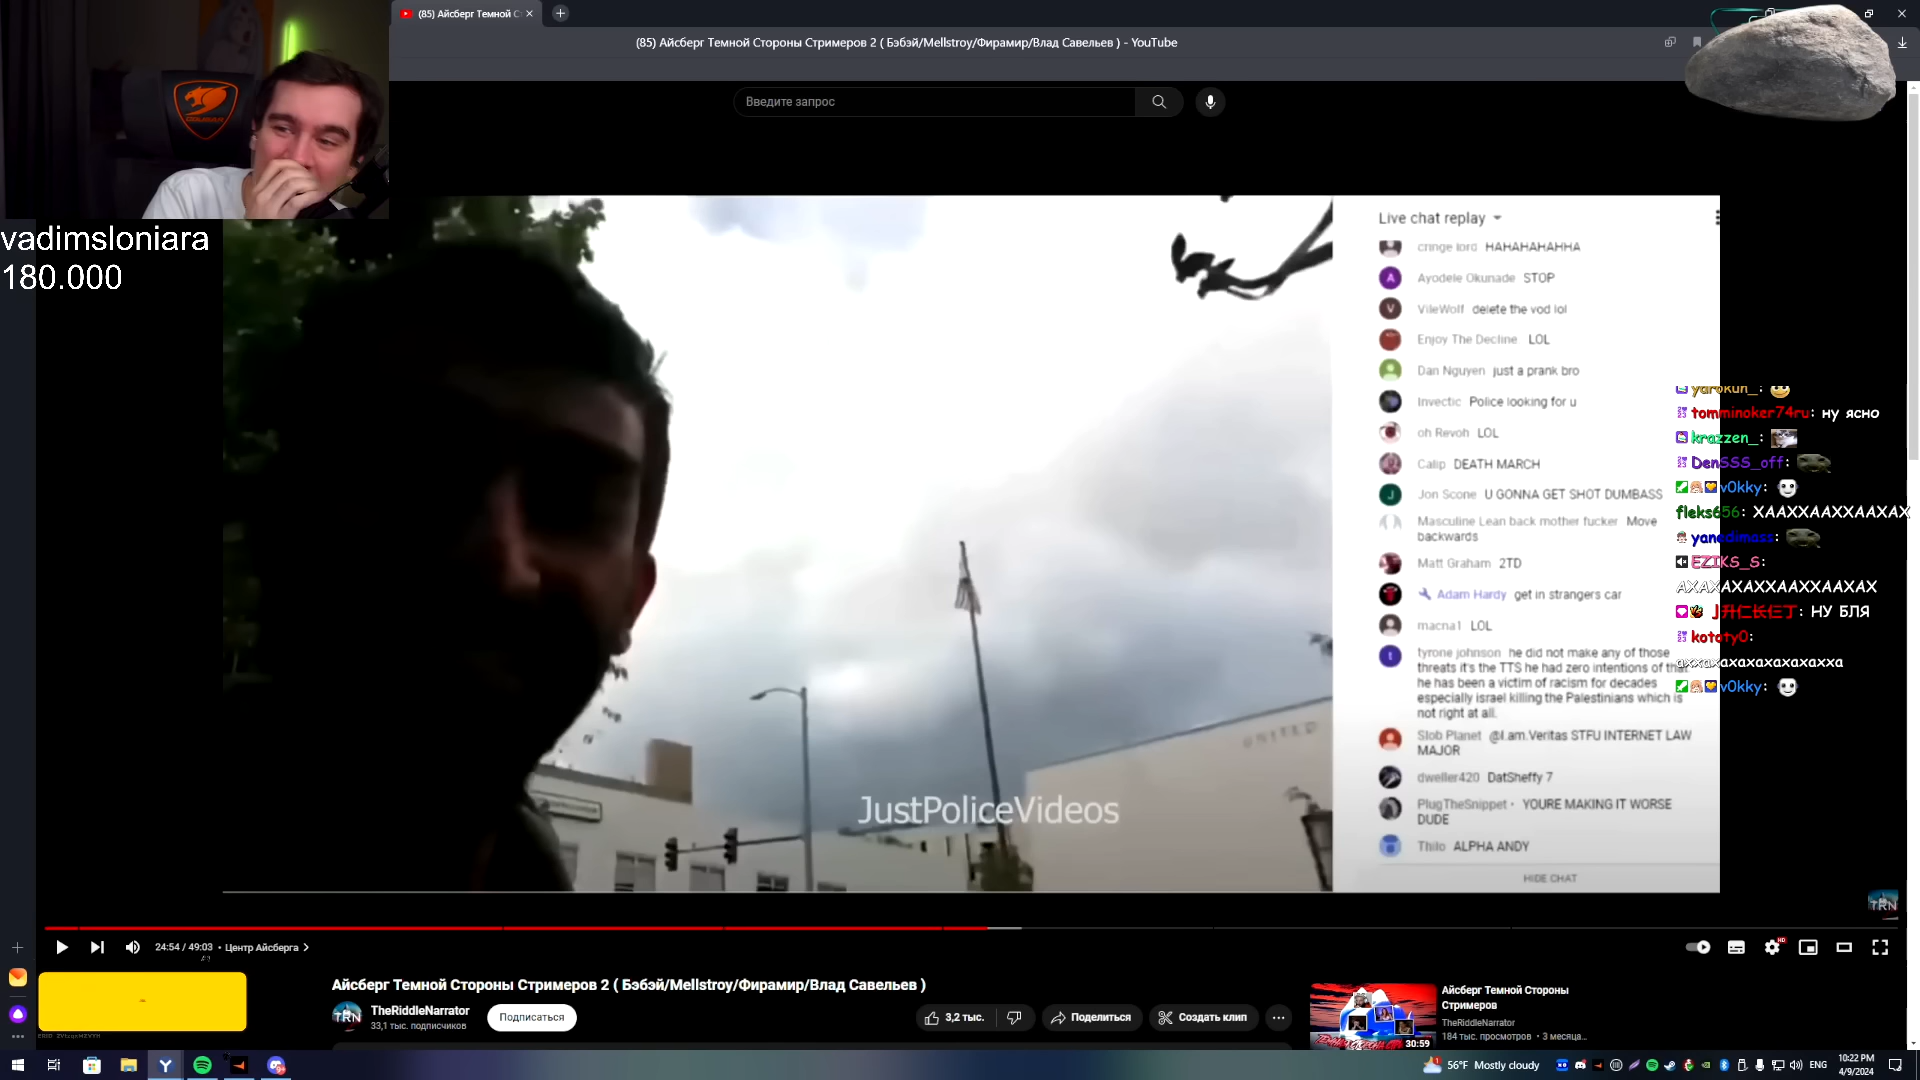 (85) Айсберг Темной С
(85) Айсберг Темной Стороны Стримеров 2 ( Бэбэй/Mellstroy/Фирамир/Влад Савельев ) - YouTube
Введите запрос
COUGAR
vadimsloniara
180.000
Live chat replay
cringe lord HAHAHAHAHHA
Ayodele Okunade STOP
VileWolf delete the vod lol
Enjoy The Decline LOL
Dan Nguyen just a prank bro
Invectic Police looking for u
oh Revoh LOL
Calip DEATH MARCH
Jon Scone U GONNA GET SHOT DUMBASS
Masculine Lean back mother fucker Move
backwards
Matt Graham 2TD
Adam Hardy get in strangers car
macna1 LOL
tyrone johnson he did not make any of those
threats it's the TTS he had zero intentions of
he has been a victim of racism for decades
especially israel killing the Palestinians which is
not right at all.
Slob Planet @I.am.Veritas STFU INTERNET LAW
MAJOR
dweller420 DatSheffy 7
PlugTheSnippet • YOURE MAKING IT WORSE
DUDE
Thilo ALPHA ANDY
HIDE CHAT
yarokun_:
tomminoker74ru: ну ясно
krazzen_:
DenSSS_off:
v0kky:
fleks656: ХААХХААХХААХАХ
yanedimass:
EZIKS_S:
АХАХАХАХХААХХААХАХ
НУ БЛЯ
kototy0:
аххахахахахахахахха
v0kky:
UNITED
JustPoliceVideos
TRN
24:54 / 49:03 • Центр Айсберга
HD
Айсберг Темной Стороны Стримеров 2 ( Бэбэй/Mellstroy/Фирамир/Влад Савельев )
TRN
TheRiddleNarrator
33,1 тыс. подписчиков
Подписаться
3,2 тыс.
Поделиться
Создать клип
30:59
Айсберг Темной Стороны
Стримеров
TheRiddleNarrator
184 тыс. просмотров • 3 месяца...
56°F Mostly cloudy
ENG
10:22 PM
4/9/2024